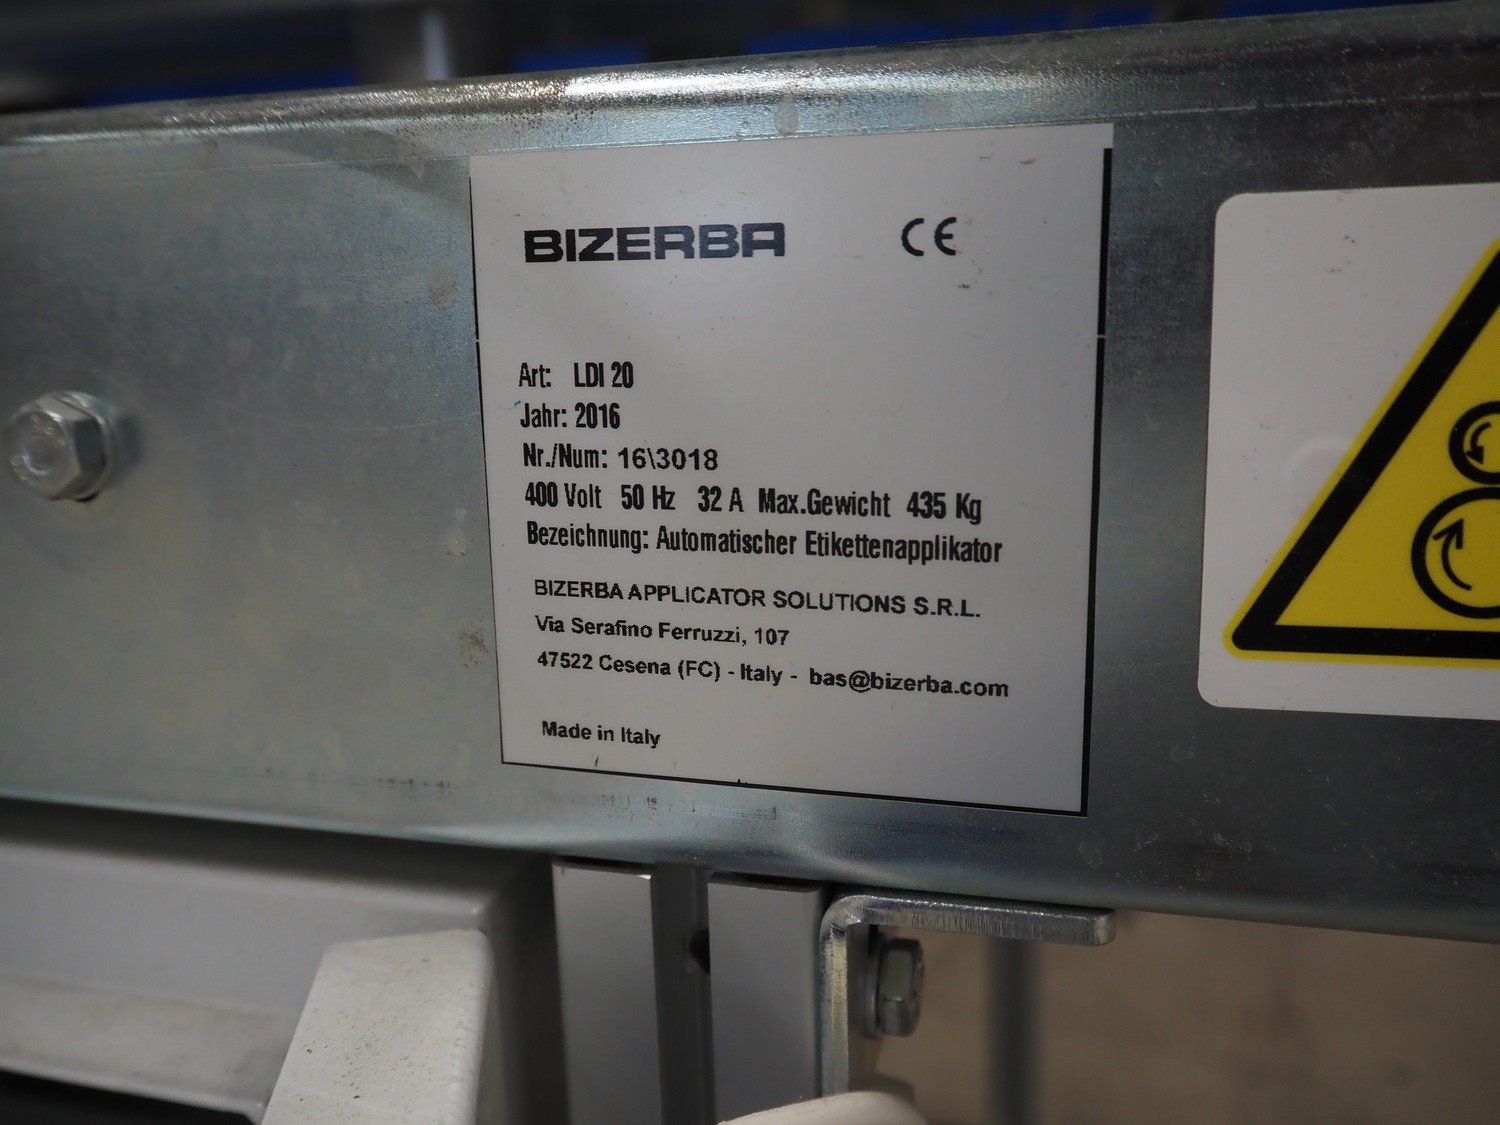 BIZERBA CE
Art: LDI 20
Jahr: 2016
Nr./Num: 16\3018
400 Volt 50 Hz 32 A Max.Gewicht 435 Kg
Bezeichnung: Automatischer Etikettenapplikator
BIZERBA APPLICATOR SOLUTIONS S.R.L.
Via Serafino Ferruzzi, 107
47522 Cesena (FC) - Italy - bas@bizerba.com
Made in Italy